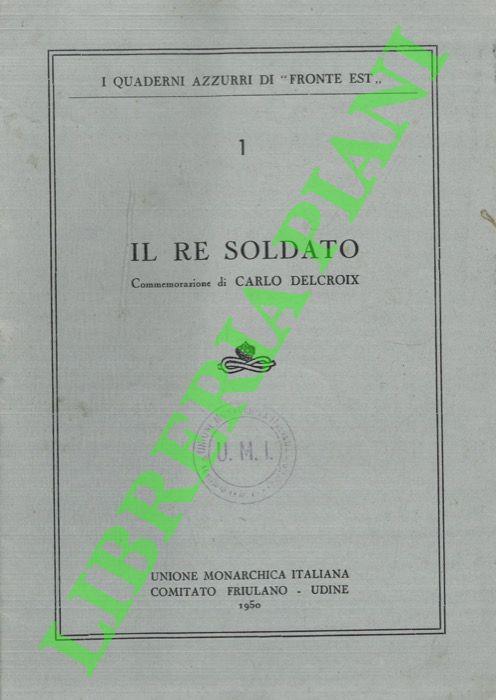 I QUADERNI AZZURRI DI "FRONTE EST„
1
IL RE SOLDATO
Commemorazione di CARLO DELCROIX
UNIONE
U. M. I.
UNIONE MONARCHICA ITALIANA
COMITATO FRIULANO - UDINE
1950
LIBRERIA PIANI